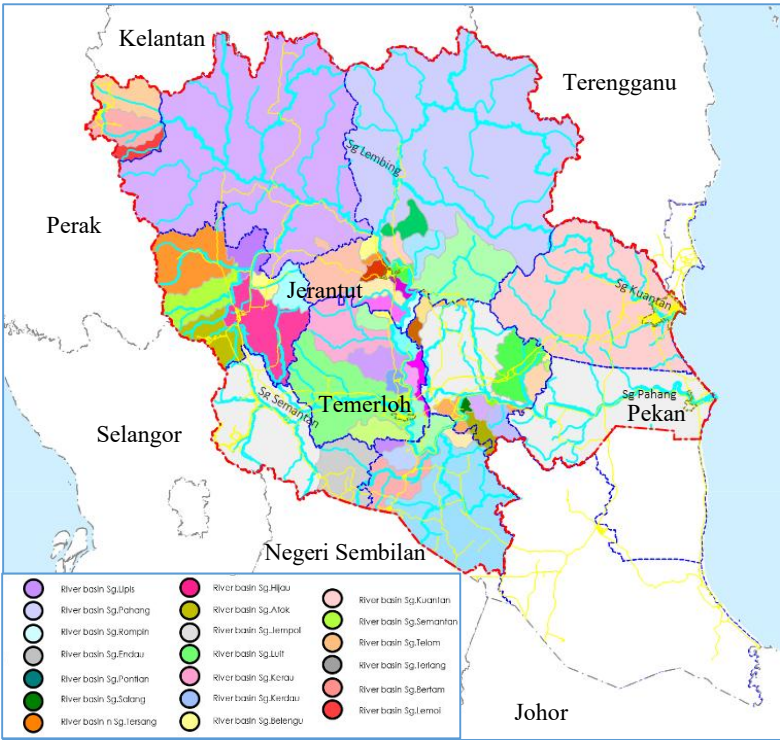 Kelantan
Terengganu
Sg Lembing
Perak
Jerantut
Sg Kuantan
Sg Pahang
Pekan
Temerloh
Sg Semantan
Selangor
Negeri Sembilan
Johor
River basin Sg.Lipis
River basin Sg.Pahang
River basin Sg.Rompin
River basin Sg.Endau
River basin Sg.Pontian
River basin Sg.Salang
River basin n Sg.Tersang
River basin Sg.Hijau
River basin Sg.Atok
River basin Sg.Jempol
River basin Sg.Luit
River basin Sg.Kerau
River basin Sg.Kerdau
River basin Sg.Belengu
River basin Sg.Kuantan
River basin Sg.Semantan
River basin Sg.Telom
River basin Sg.Terlang
River basin Sg.Bertam
River basin Sg.Lemoi